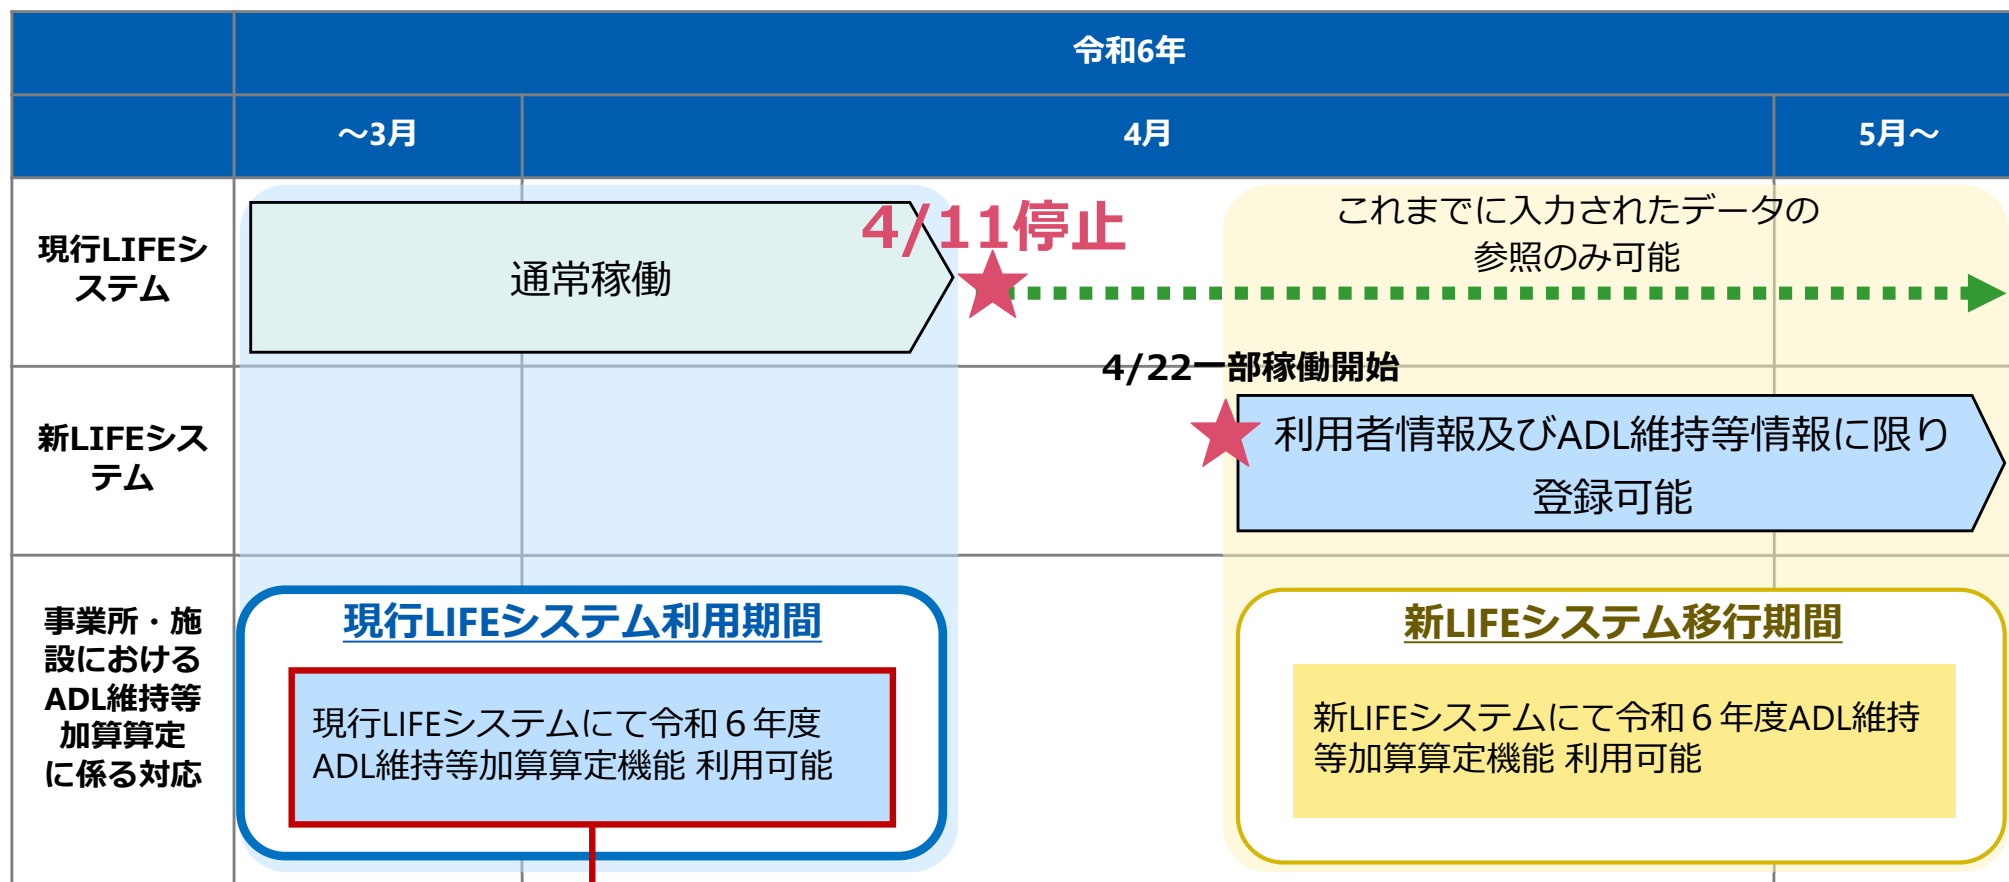 令和6年
～3月
4月
5月～
現行LIFEシ
ステム
通常稼働
4/11停止
これまでに入力されたデータの
参照のみ可能
新LIFEシス
テム
4/22一部稼働開始
利用者情報及びADL維持等情報に限り
登録可能
事業所・施
設における
ADL維持等
加算算定
に係る対応
現行LIFEシステム利用期間
現行LIFEシステムにて令和６年度
ADL維持等加算算定機能 利用可能
新LIFEシステム移行期間
新LIFEシステムにて令和６年度ADL維持
等加算算定機能 利用可能